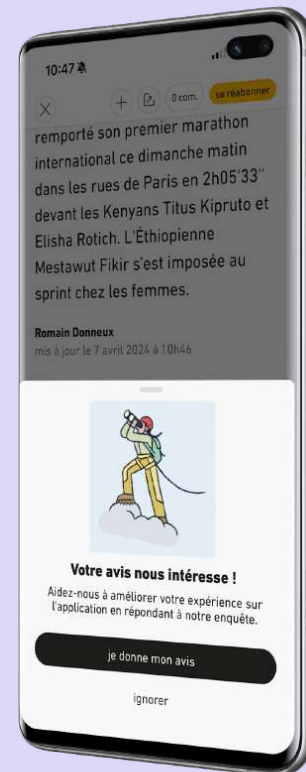 10:47
0 com.
se réabonner
remporté son premier marathon
international ce dimanche matin
dans les rues de Paris en 2h05'33"
devant les Kenyans Titus Kipruto et
Elisha Rotich. L'Éthiopienne
Mestawut Fikir s'est imposée au
sprint chez les femmes.
Romain Donneux
mis à jour le 7 avril 2024 à 10h46
Votre avis nous intéresse !
Aidez-nous à améliorer votre expérience sur
l'application en répondant à notre enquête.
je donne mon avis
ignorer